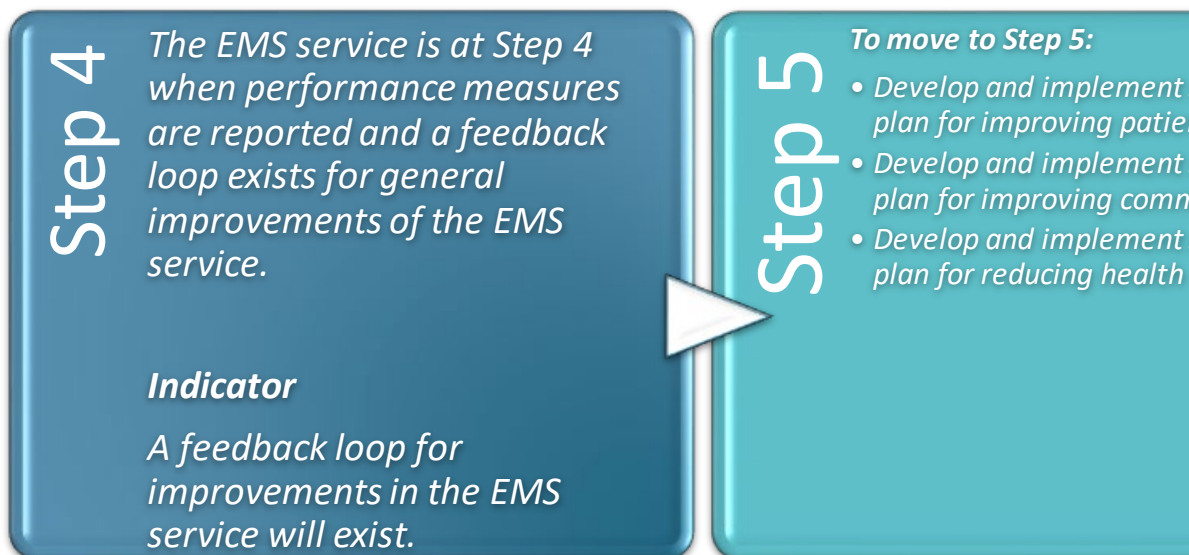 Step 4
The EMS service is at Step 4
when performance measures
are reported and a feedback
loop exists for general
improvements of the EMS
service.
Indicator
A feedback loop for
improvements in the EMS
service will exist.
Step 5
To move to Step 5:
• Develop and implement
plan for improving
• Develop and implement
plan for improving
• Develop and implement
plan for reducing health